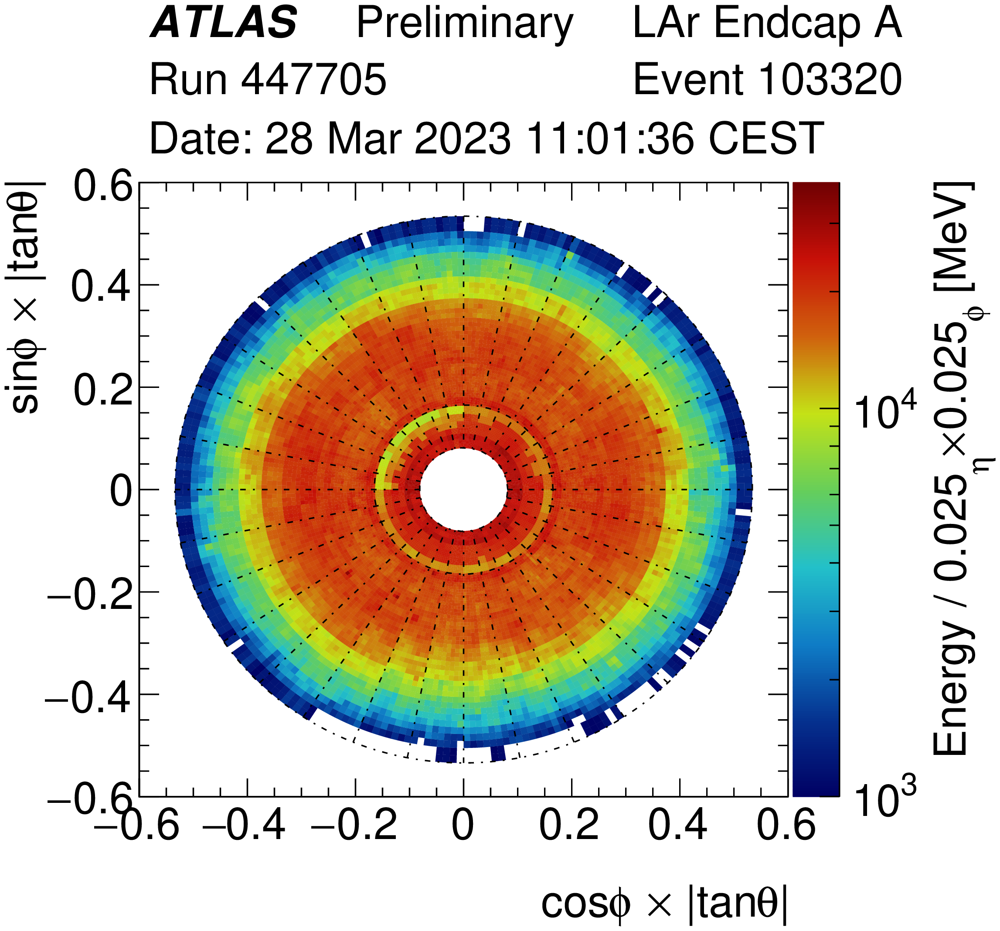 ATLAS Preliminary LAr Endcap A
Run 447705 Event 103320
Date: 28 Mar 2023 11:01:36 CEST
sinϕ × |tanθ|
0.6
0.4
0.2
0
−0.2
−0.4
−0.6
−0.6 −0.4 −0.2 0 0.2 0.4 0.6
cosϕ × |tanθ|
10⁴
10³
Energy / 0.025η×0.025ϕ [MeV]